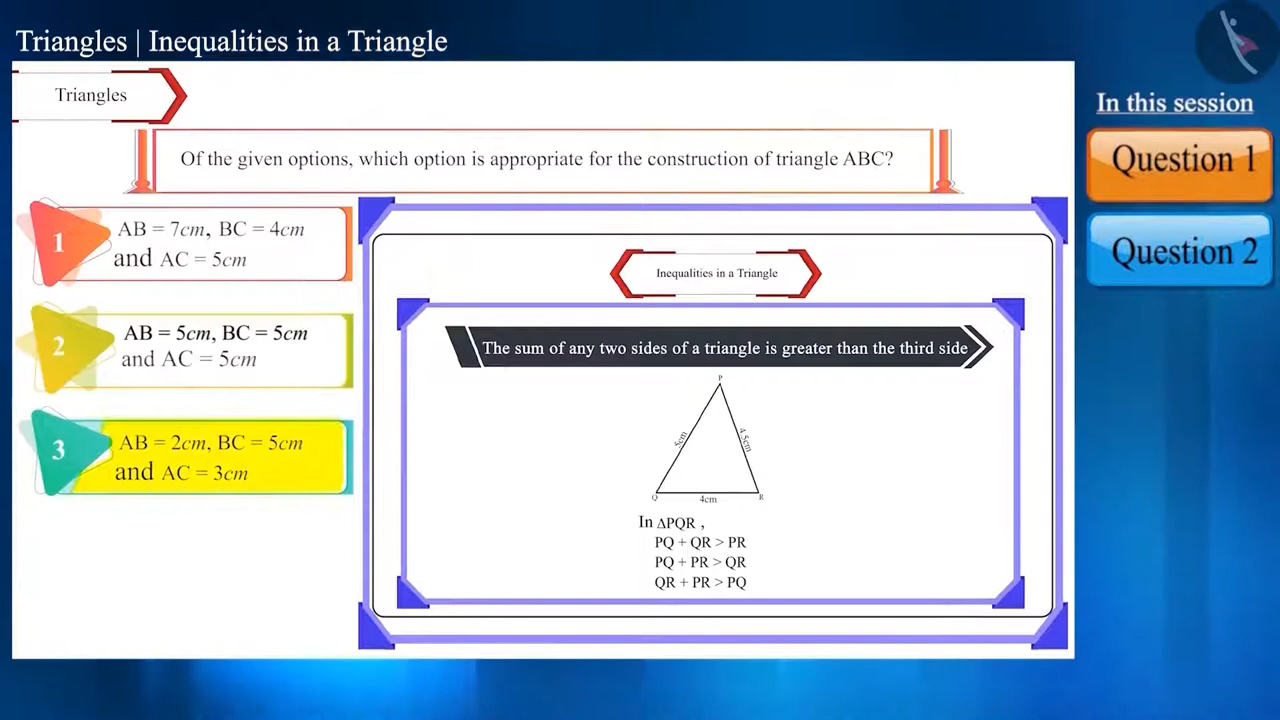 Triangles | Inequalities in a Triangle
Triangles
In this session
Question 1
Question 2
Of the given options, which option is appropriate for the construction of triangle ABC?
1
AB = 7cm, BC = 4cm
and AC = 5cm
2
AB = 5cm, BC = 5cm
and AC = 5cm
3
AB = 2cm, BC = 5cm
and AC = 3cm
Inequalities in a Triangle
The sum of any two sides of a triangle is greater than the third side
P
5cm
4.5cm
Q
4cm
R
In ΔPQR ,
PQ + QR > PR
PQ + PR > QR
QR + PR > PQ